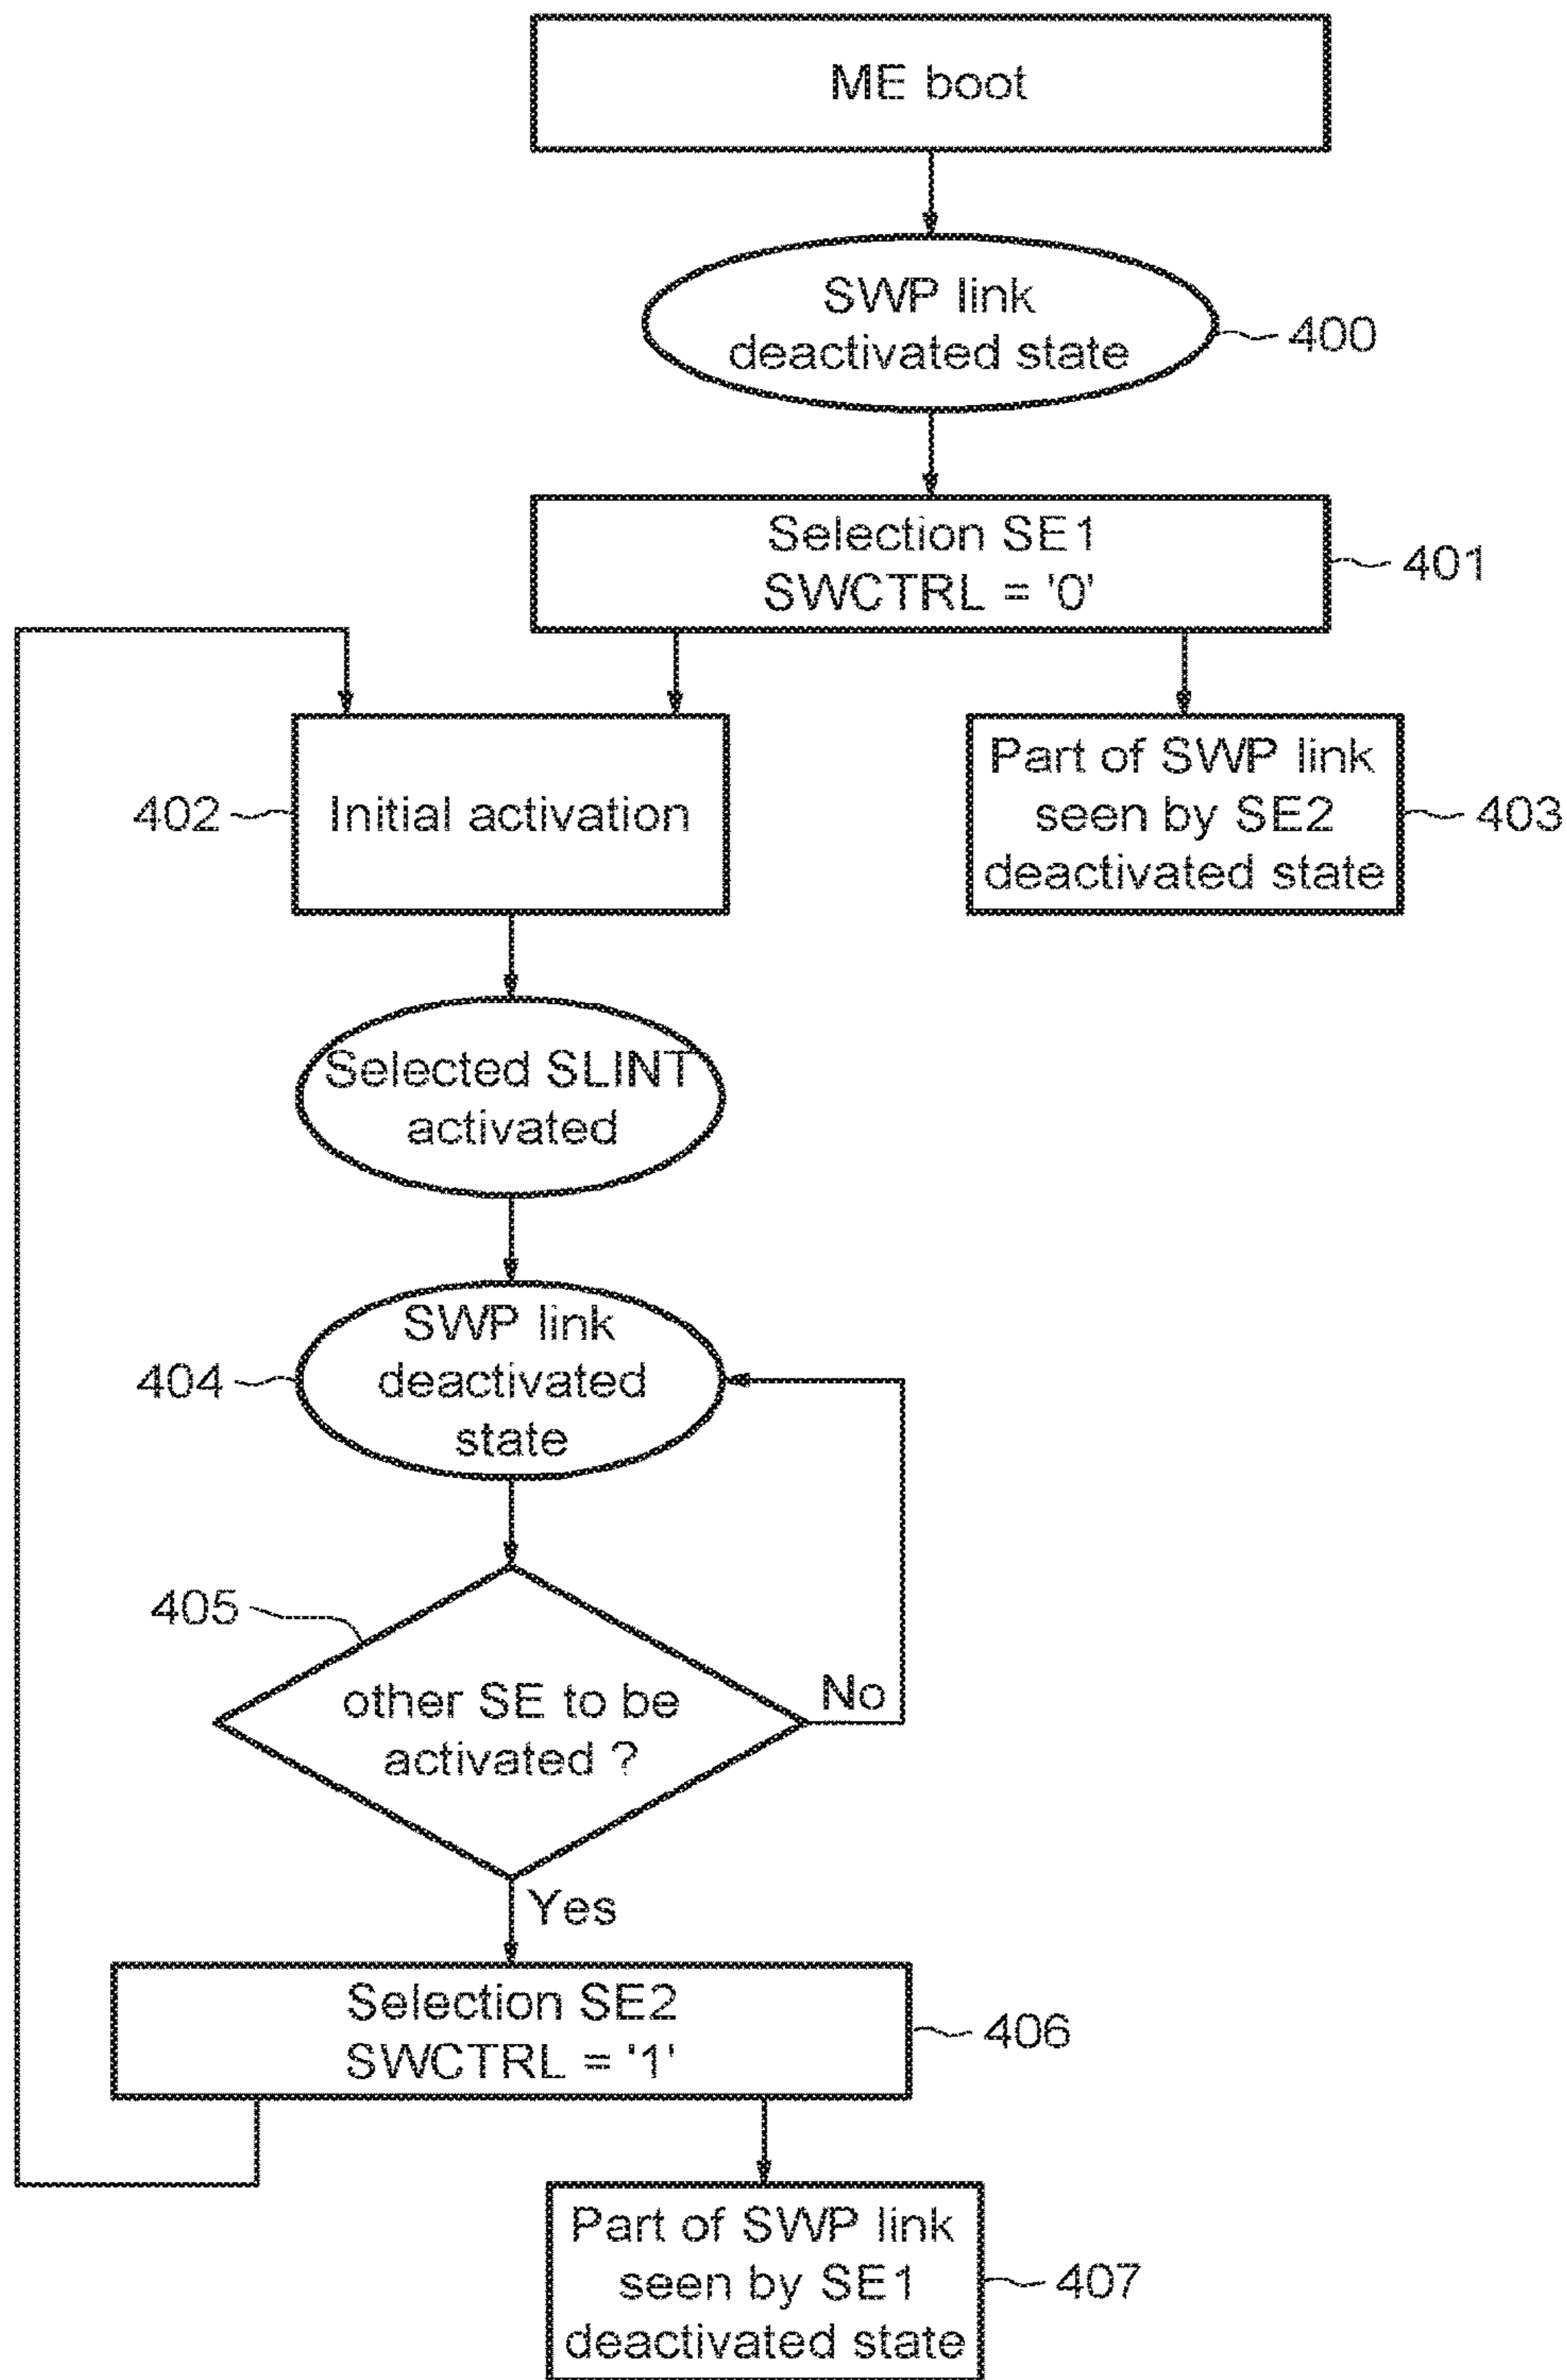 ME boot
SWP link
deactivated state
400
Selection SE1
SWCTRL = '0'
401
402
Initial activation
Part of SWP link
seen by SE2
deactivated state
403
Selected SLINT
activated
404
SWP link
deactivated
state
405
other SE to be
activated ?
No
Yes
Selection SE2
SWCTRL = '1'
406
Part of SWP link
seen by SE1
deactivated state
407